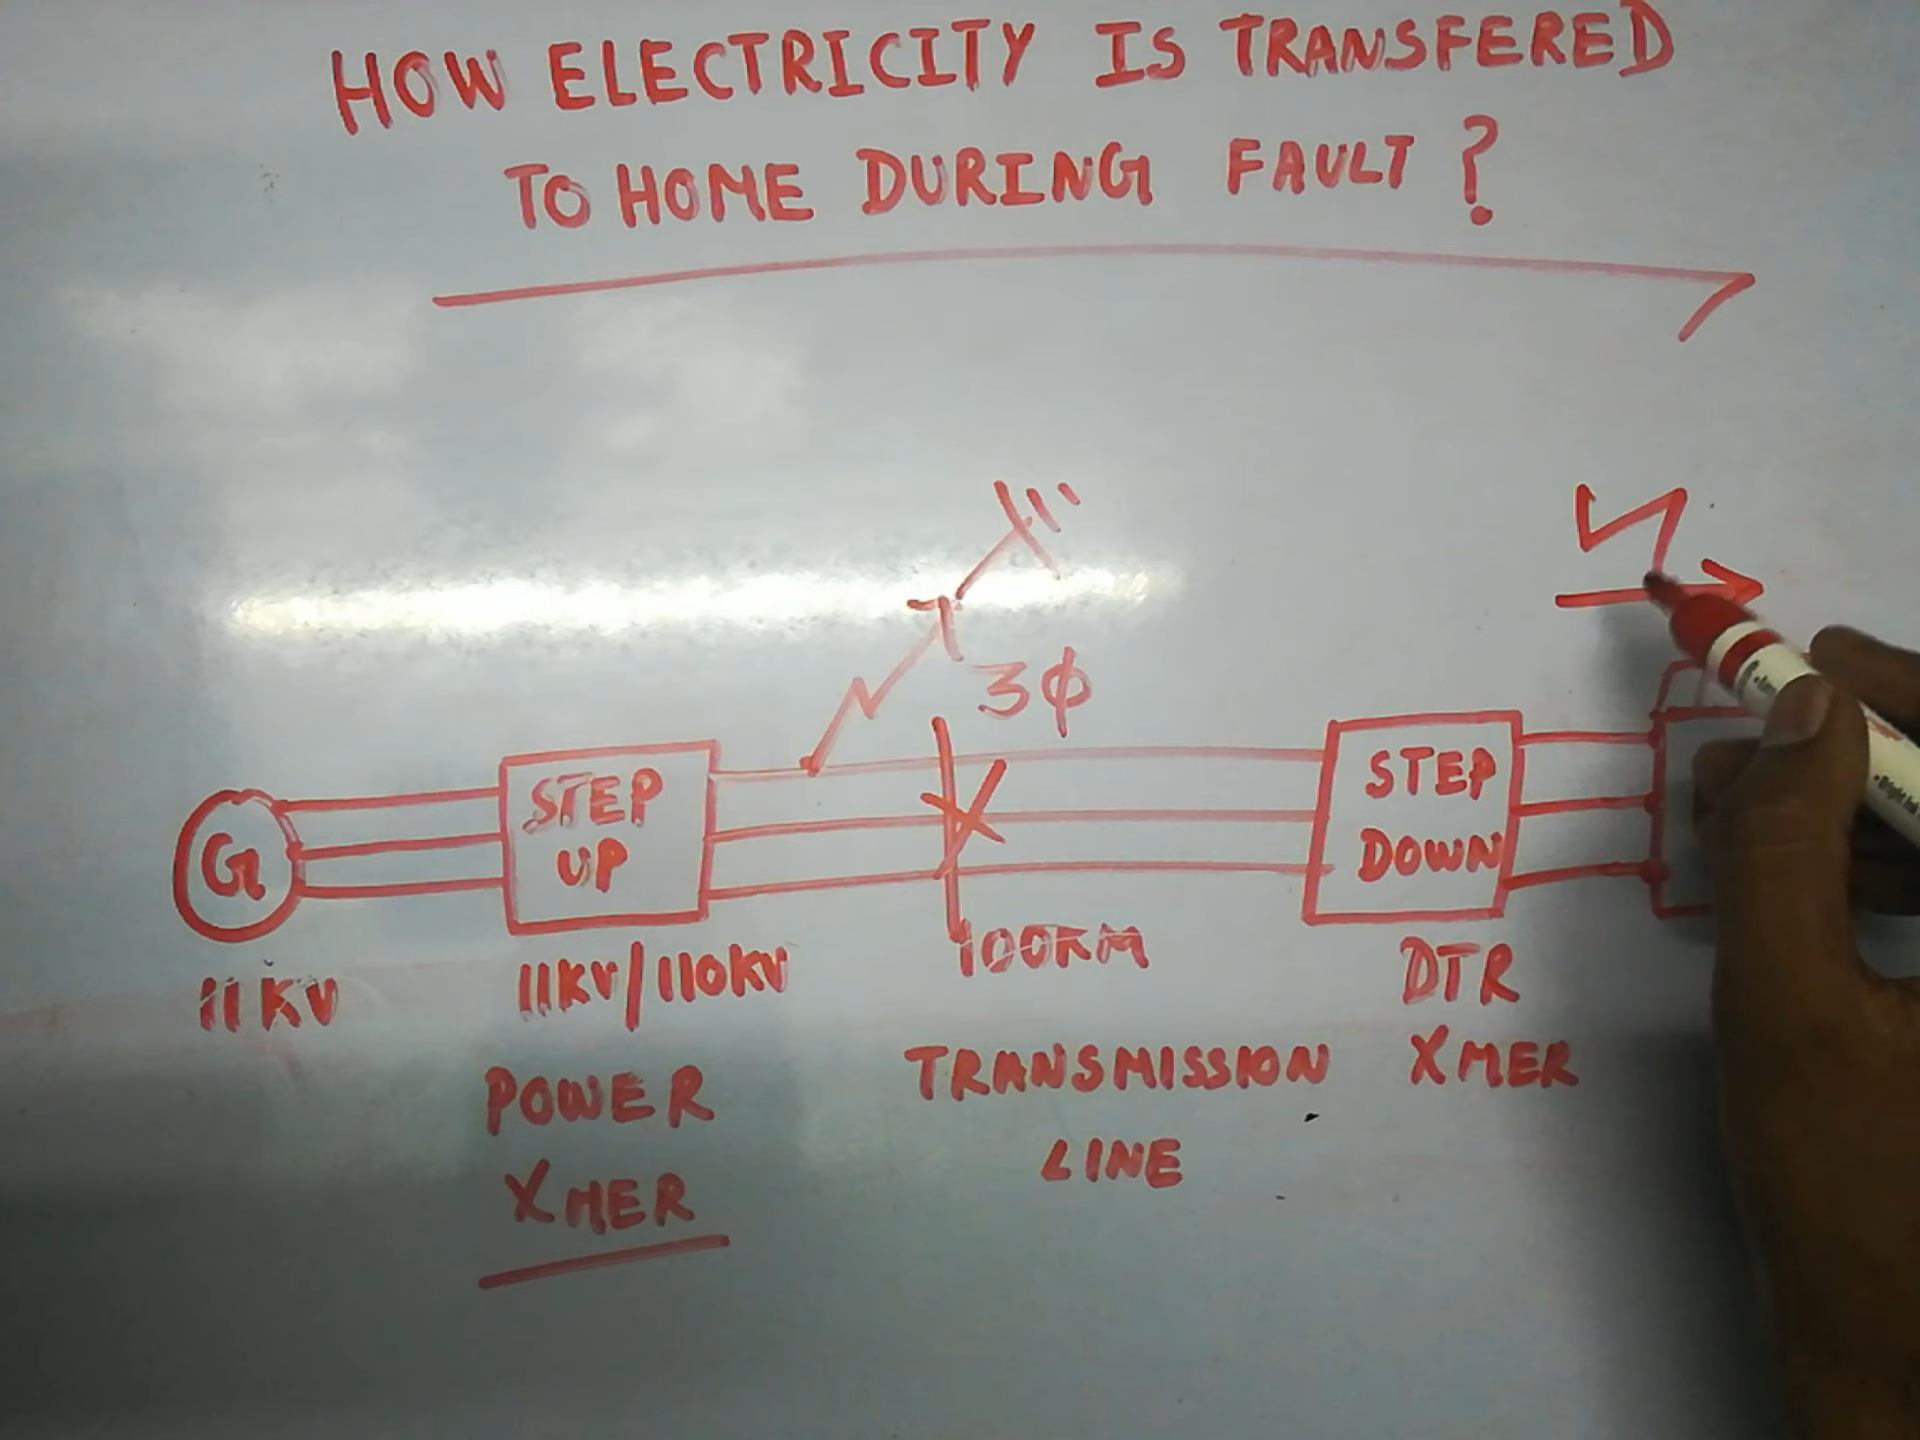 HOW ELECTRICITY IS TRANSFERED
TO HOME DURING FAULT?
3φ
G
STEP
UP
STEP
DOWN
11KV
11KV/110KV
100KM
DTR
XMER
POWER
XMER
TRANSMISSION
LINE